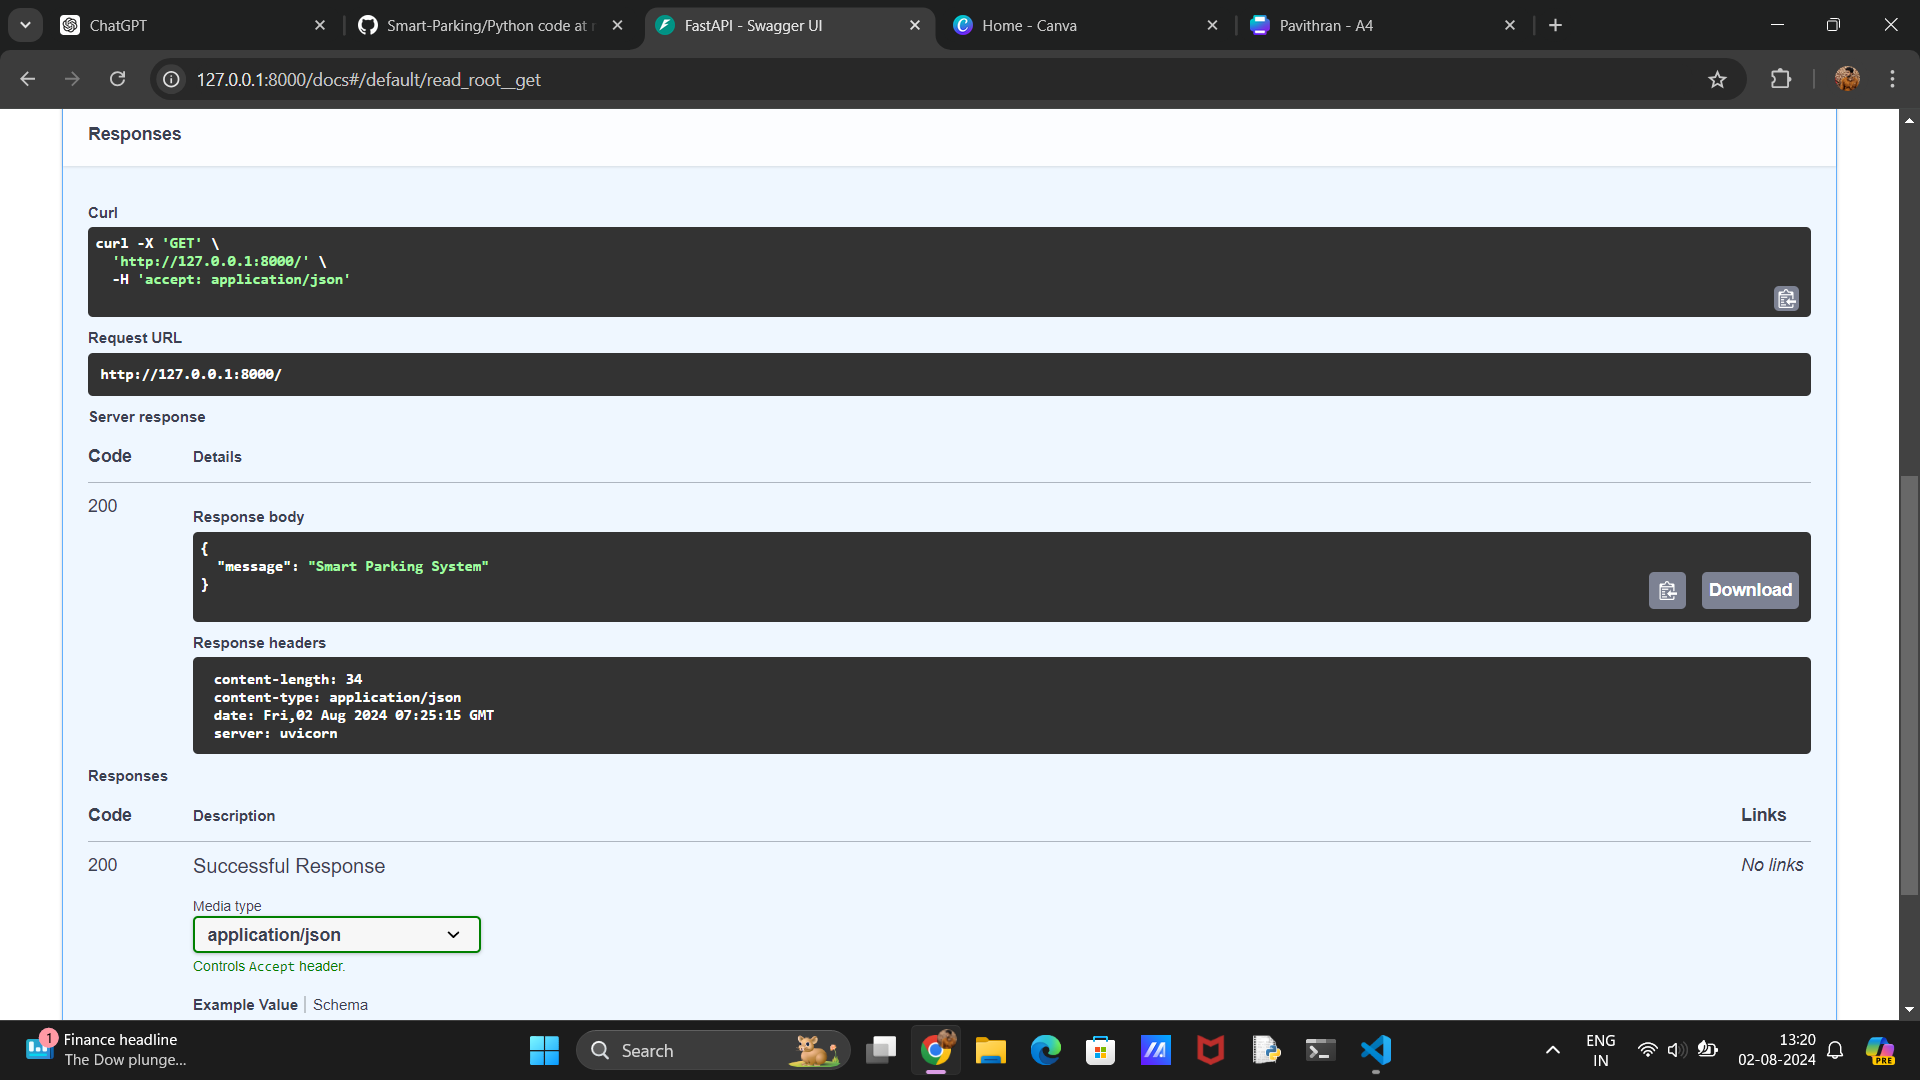 ChatGPT
Smart-Parking/Python code at
FastAPI - Swagger UI
Home - Canva
Pavithran - A4
127.0.0.1:8000/docs#/default/read_root__get
Responses
Curl
curl -X 'GET' \
'http://127.0.0.1:8000/' \
-H 'accept: application/json'
Request URL
http://127.0.0.1:8000/
Server response
Code Details
200
Response body
{
"message": "Smart Parking System"
}
Download
Response headers
content-length: 34
content-type: application/json
date: Fri,02 Aug 2024 07:25:15 GMT
server: uvicorn
Responses
Code Description Links
200 Successful Response No links
Media type
application/json
Controls Accept header.
Example Value Schema
1
Finance headline
The Dow plunge...
Search
ENG
IN
13:20
02-08-2024
PRE